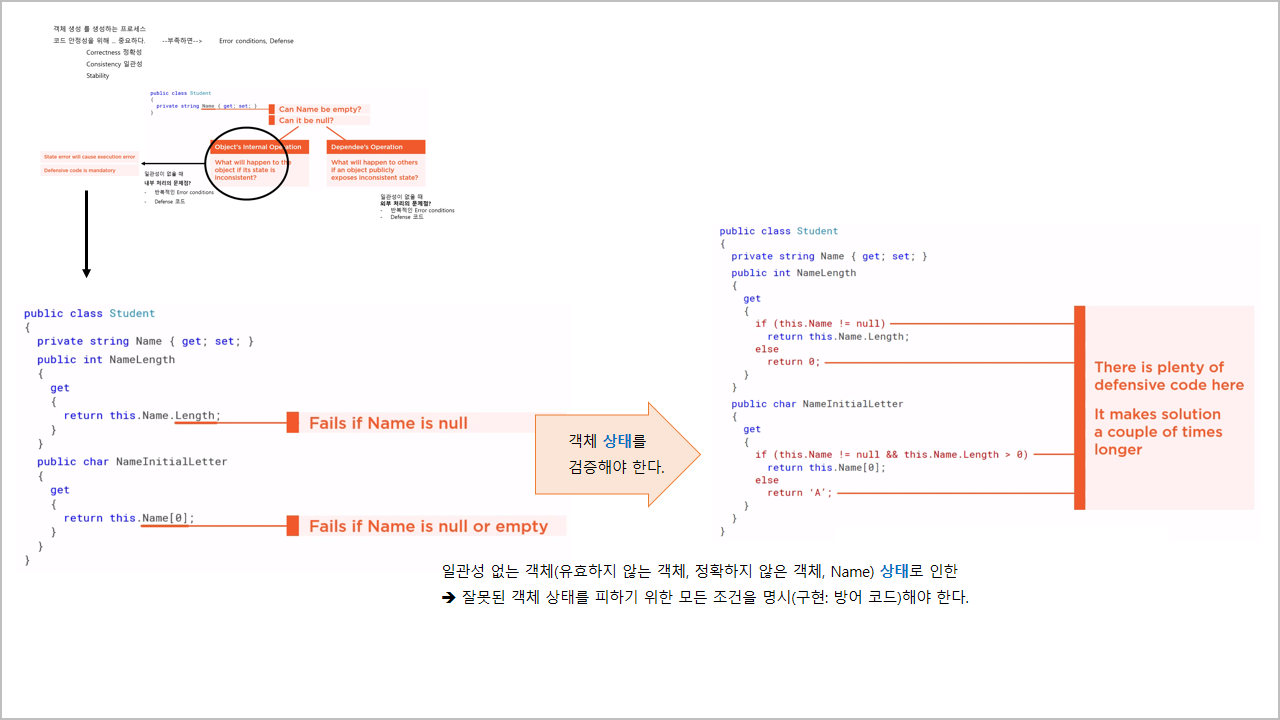 객체 생성 를 생성하는 프로세스
코드 안정성을 위해 … 중요하다. --부족하면--> Error conditions, Defense
Correctness 정확성
Consistency 일관성
Stability
public class Student
{
private string Name { get; set; }
}
Can Name be empty?
Can it be null?
Object's Internal Operation
What will happen to the
object if its state is
inconsistent?
Dependee's Operation
What will happen to others
if an object publicly
exposes inconsistent state?
State error will cause execution error
Defensive code is mandatory
일관성이 없을 때
내부 처리의 문제점?
- 반복적인 Error conditions
- Defense 코드
일관성이 없을 때
외부 처리의 문제점?
- 반복적인 Error conditions
- Defense 코드
public class Student
{
private string Name { get; set; }
public int NameLength
{
get
{
return this.Name.Length;
}
}
public char NameInitialLetter
{
get
{
return this.Name[0];
}
}
}
Fails if Name is null
Fails if Name is null or empty
객체 상태를
검증해야 한다.
public class Student
{
private string Name { get; set; }
public int NameLength
{
get
{
if (this.Name != null)
return this.Name.Length;
else
return 0;
}
}
public char NameInitialLetter
{
get
{
if (this.Name != null && this.Name.Length > 0)
return this.Name[0];
else
return ‘A’;
}
}
}
There is plenty of
defensive code here
It makes solution
a couple of times
longer
일관성 없는 객체(유효하지 않는 객체, 정확하지 않은 객체, Name) 상태로 인한
➔ 잘못된 객체 상태를 피하기 위한 모든 조건을 명시(구현: 방어 코드)해야 한다.